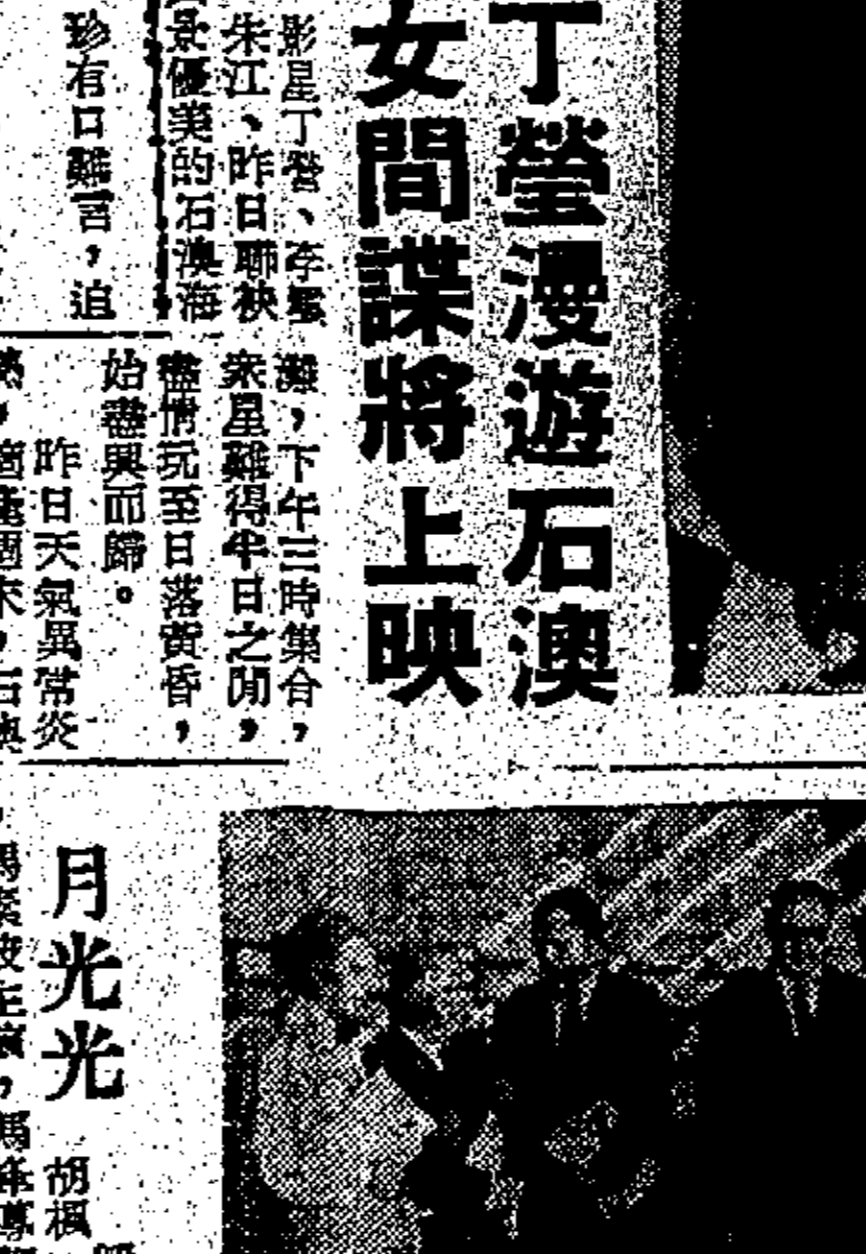 丁瑩漫遊石澳
女間諜將上映
影星丁瑩、李
朱江、昨日聯袂
景優美的石澳海
灘，下午三時集合，
衆星難得半日之閒，
盡情玩至日落黃昏，
始盡興而歸。
昨日天氣異常炎
熱，適逢週末，石澳
珍有口難言，追
月光光
胡楓